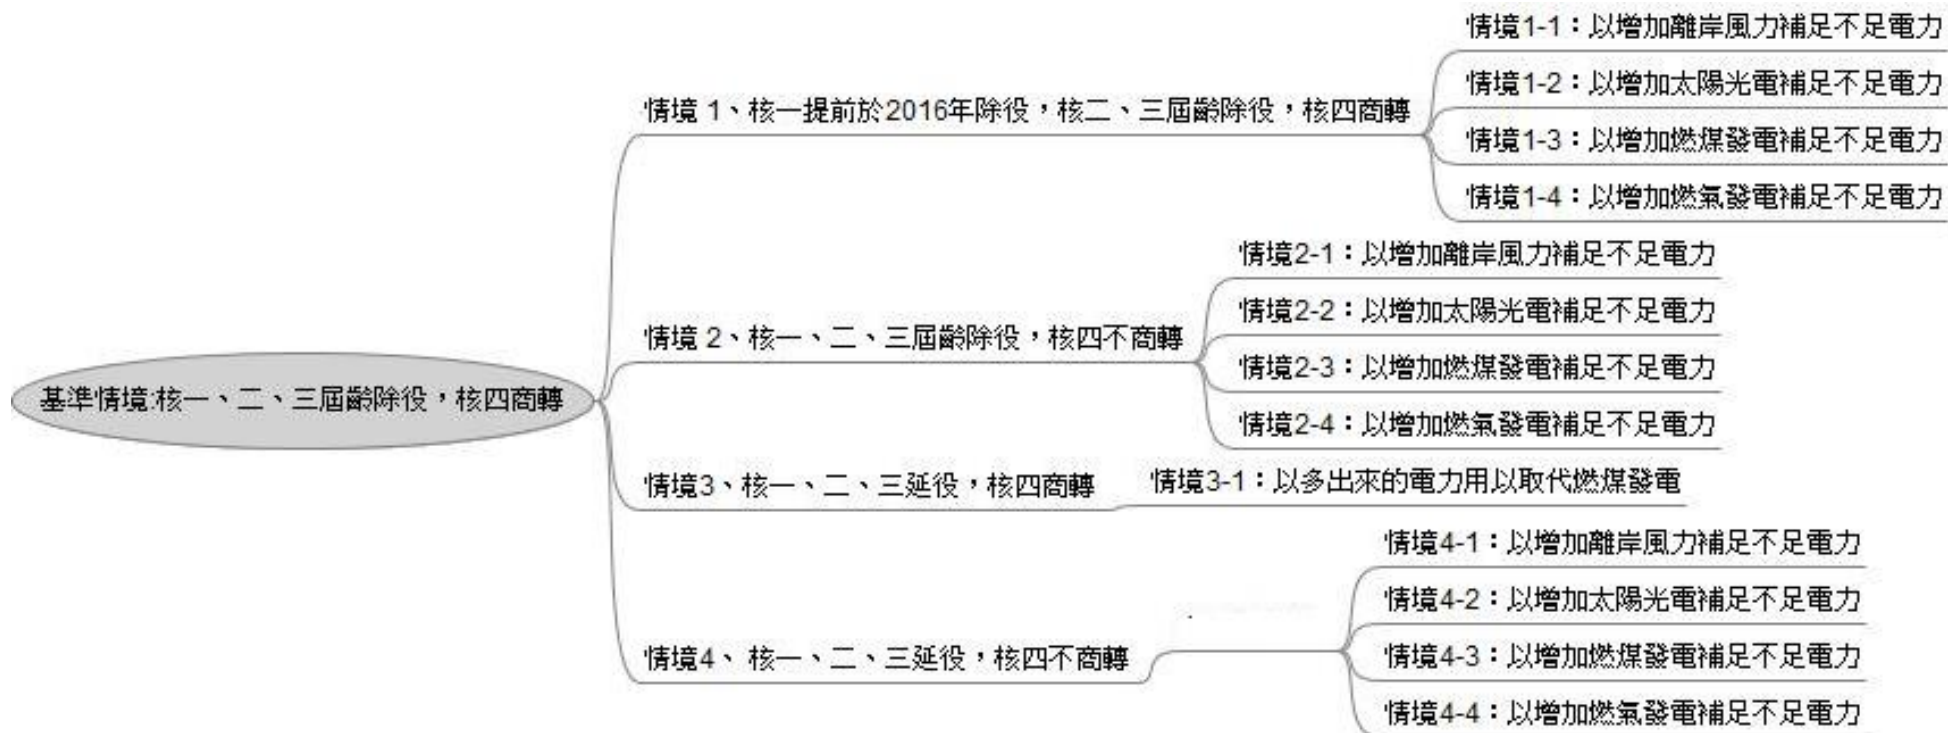 基準情境:核一、二、三屆齡除役，核四商轉
情境 1、核一提前於2016年除役，核二、三屆齡除役，核四商轉
情境1-1：以增加離岸風力補足不足電力
情境1-2：以增加太陽光電補足不足電力
情境1-3：以增加燃煤發電補足不足電力
情境1-4：以增加燃氣發電補足不足電力
情境 2、核一、二、三屆齡除役，核四不商轉
情境2-1：以增加離岸風力補足不足電力
情境2-2：以增加太陽光電補足不足電力
情境2-3：以增加燃煤發電補足不足電力
情境2-4：以增加燃氣發電補足不足電力
情境3、核一、二、三延役，核四商轉
情境3-1：以多出來的電力用以取代燃煤發電
情境4、 核一、二、三延役，核四不商轉
情境4-1：以增加離岸風力補足不足電力
情境4-2：以增加太陽光電補足不足電力
情境4-3：以增加燃煤發電補足不足電力
情境4-4：以增加燃氣發電補足不足電力